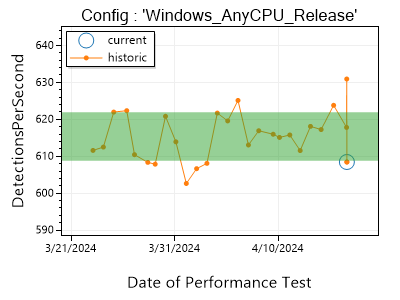 Config : 'Windows_AnyCPU_Release'
current
historic
DetectionsPerSecond
640
630
620
610
600
590
3/21/2024
3/31/2024
4/10/2024
Date of Performance Test